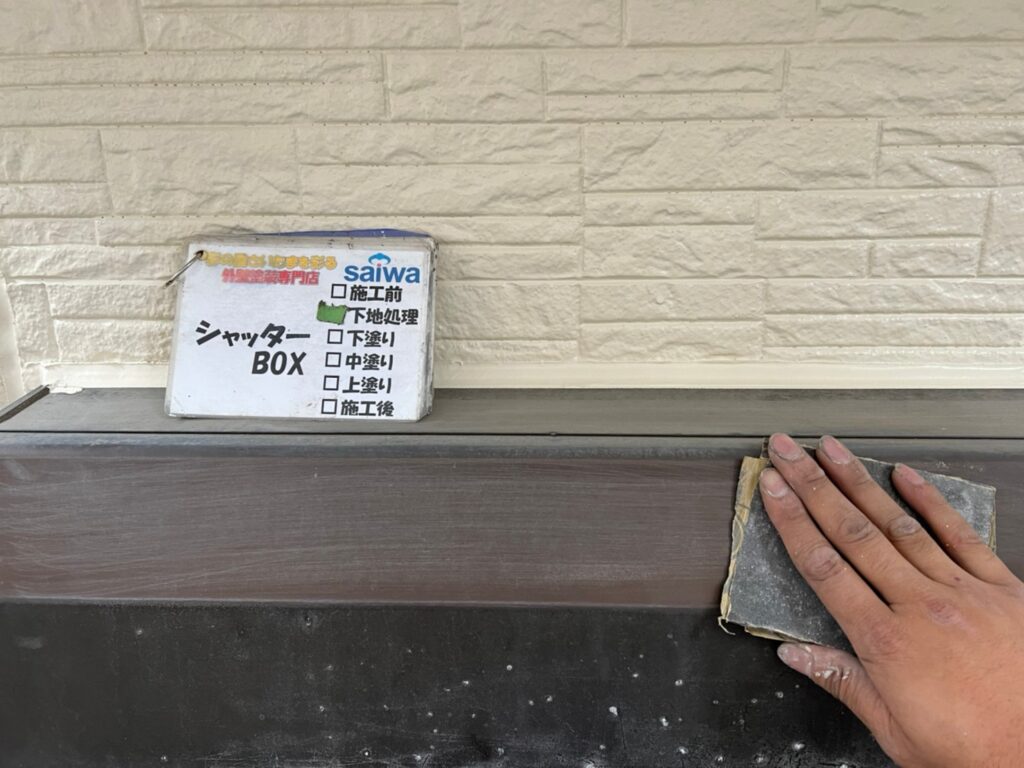 外壁塗装専門店
saiwa
シャッター
BOX
□施工前
下地処理
□下塗り
□中塗り
□上塗り
□施工後